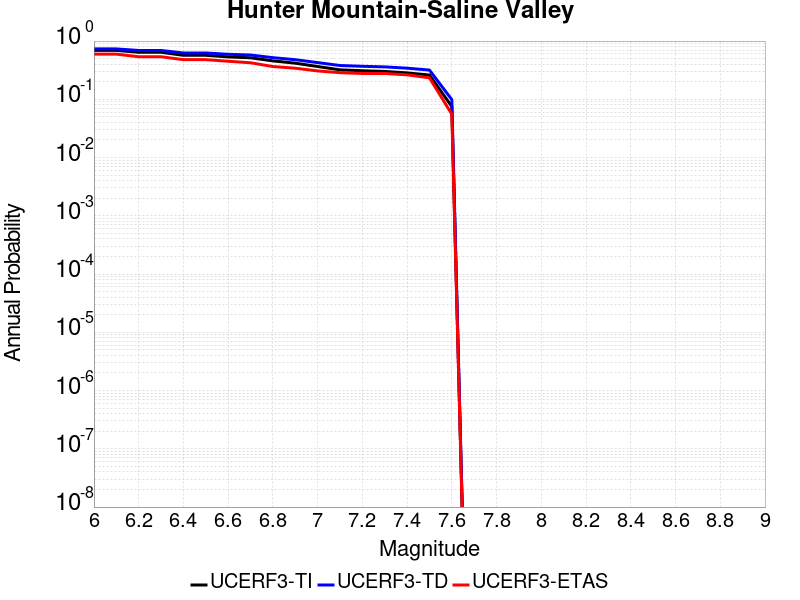 Hunter Mountain-Saline Valley
10^0
10^-1
10^-2
10^-3
10^-4
10^-5
10^-6
10^-7
10^-8
Annual Probability
6 6.2 6.4 6.6 6.8 7 7.2 7.4 7.6 7.8 8 8.2 8.4 8.6 8.8 9
Magnitude
UCERF3-TI UCERF3-TD UCERF3-ETAS